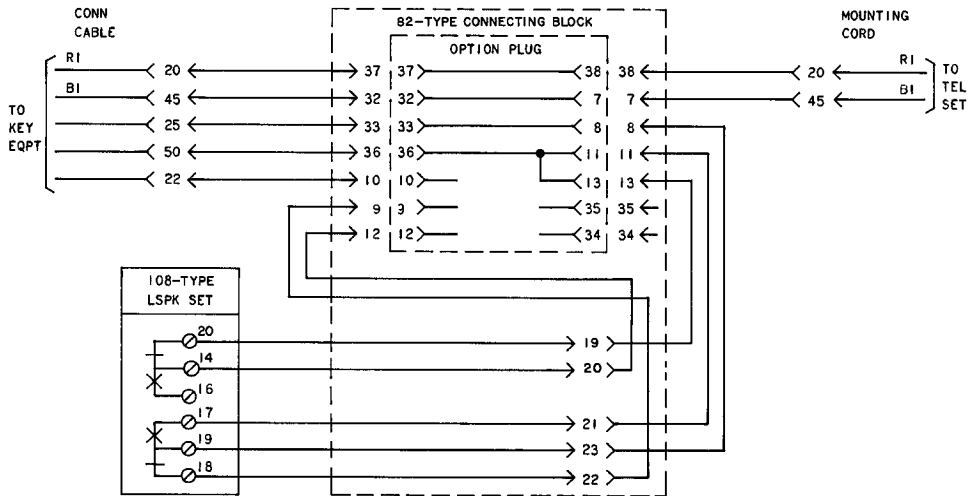 CONN
CABLE
82-TYPE CONNECTING BLOCK
MOUNTING
CORD
OPTION PLUG
R1 20 37 37 38 38 20 R1
B1 45 32 32 7 7 45 B1
TO
KEY
EQPT
TO
TEL
SET
25 33 33 8 8
50 36 36 11 11
22 10 10 13 13
9 9 35 35
12 12 34 34
108-TYPE
LSPK SET
20 19
14 20
16
17 21
19 23
18 22